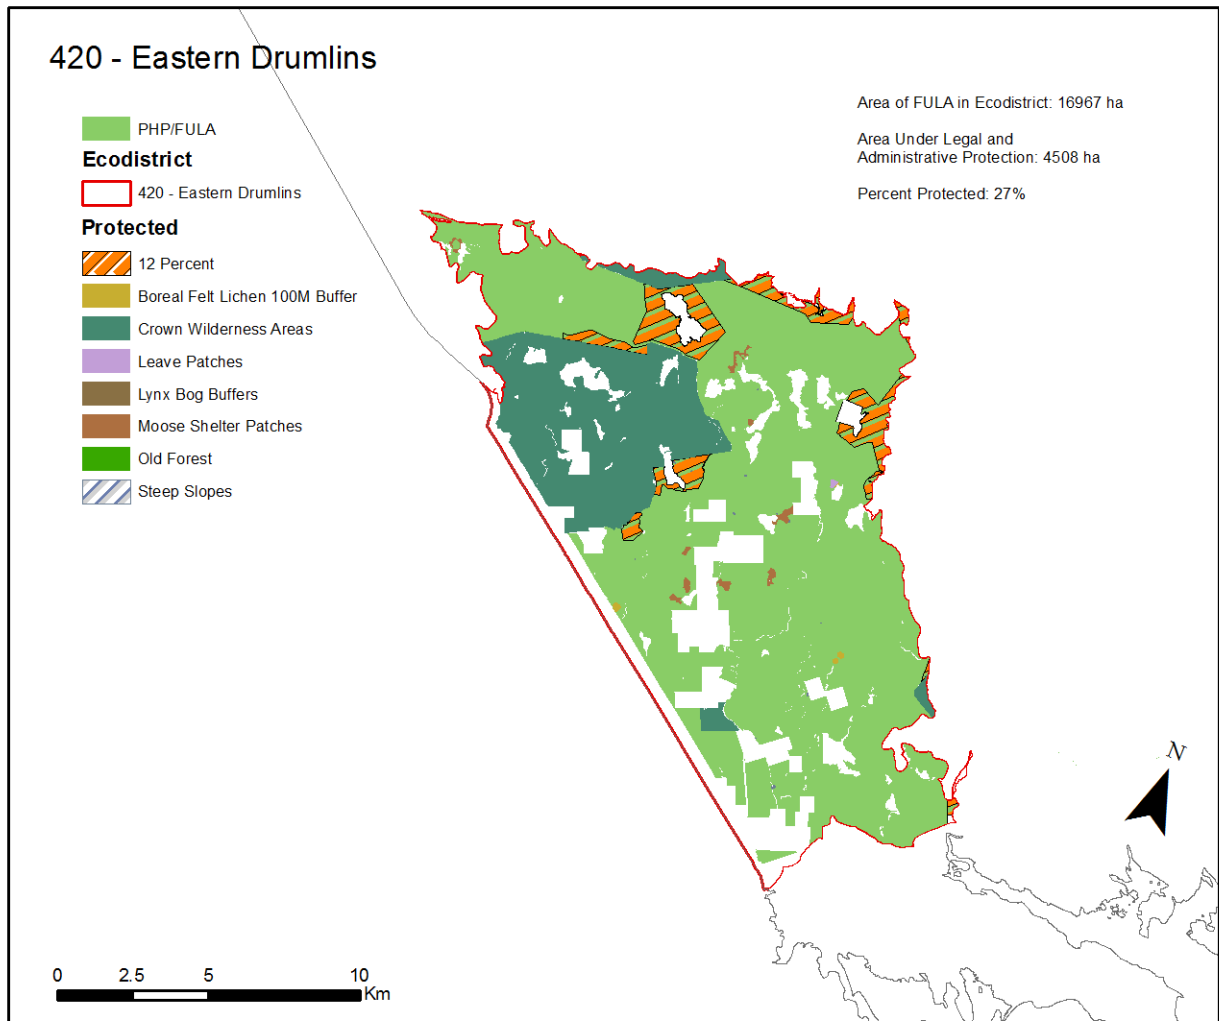 420 - Eastern Drumlins
Area of FULA in Ecodistrict: 16967 ha
Area Under Legal and
Administrative Protection: 4508 ha
Percent Protected: 27%
PHP/FULA
Ecodistrict
420 - Eastern Drumlins
Protected
12 Percent
Boreal Felt Lichen 100M Buffer
Crown Wilderness Areas
Leave Patches
Lynx Bog Buffers
Moose Shelter Patches
Old Forest
Steep Slopes
N
0 2.5 5 10
Km